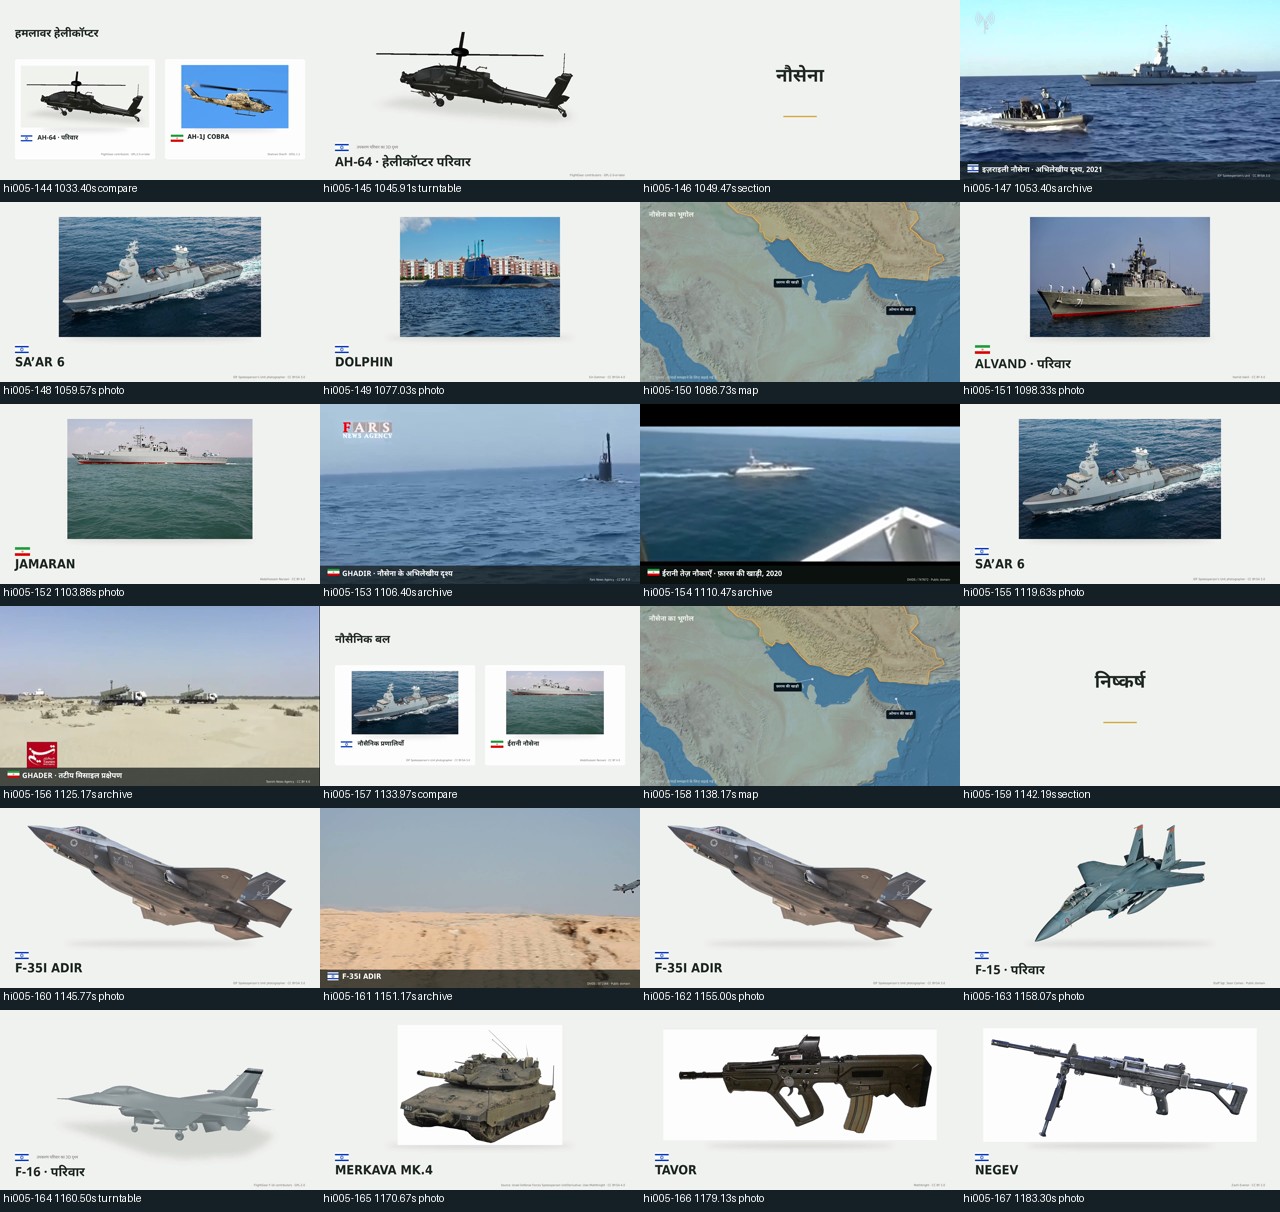 हमलावर हेलीकॉप्टर
AH-64 · परिवार
AH-1J COBRA
AH-64 · हेलीकॉप्टर परिवार
नौसेना
इज़राइली नौसेना · अभिलेखीय दृश्य, 2021
hi005-144 1033.40s compare
hi005-145 1045.91s turntable
hi005-146 1049.47s section
hi005-147 1053.40s archive
SA'AR 6
DOLPHIN
नौसेना का भूगोल
फ़ारस की खाड़ी
ओमान की खाड़ी
ALVAND · परिवार
hi005-148 1059.57s photo
hi005-149 1077.03s photo
hi005-150 1086.73s map
hi005-151 1098.33s photo
JAMARAN
FARS
NEWS AGENCY
GHADIR · नौसेना के अभिलेखीय दृश्य
ईरानी तेज़ नौकाएँ · फ़ारस की खाड़ी, 2020
SA'AR 6
hi005-152 1103.88s photo
hi005-153 1106.40s archive
hi005-154 1110.47s archive
hi005-155 1119.63s photo
GHADER · तटीय मिसाइल प्रक्षेपण
नौसैनिक बल
नौसैनिक प्रणालियाँ
ईरानी नौसेना
नौसेना का भूगोल
फ़ारस की खाड़ी
ओमान की खाड़ी
निष्कर्ष
hi005-156 1125.17s archive
hi005-157 1133.97s compare
hi005-158 1138.17s map
hi005-159 1142.19s section
F-35I ADIR
F-35I ADIR
F-35I ADIR
F-15 · परिवार
hi005-160 1145.77s photo
hi005-161 1151.17s archive
hi005-162 1155.00s photo
hi005-163 1158.07s photo
F-16 · परिवार
MERKAVA MK.4
TAVOR
NEGEV
hi005-164 1160.50s turntable
hi005-165 1170.67s photo
hi005-166 1179.13s photo
hi005-167 1183.30s photo